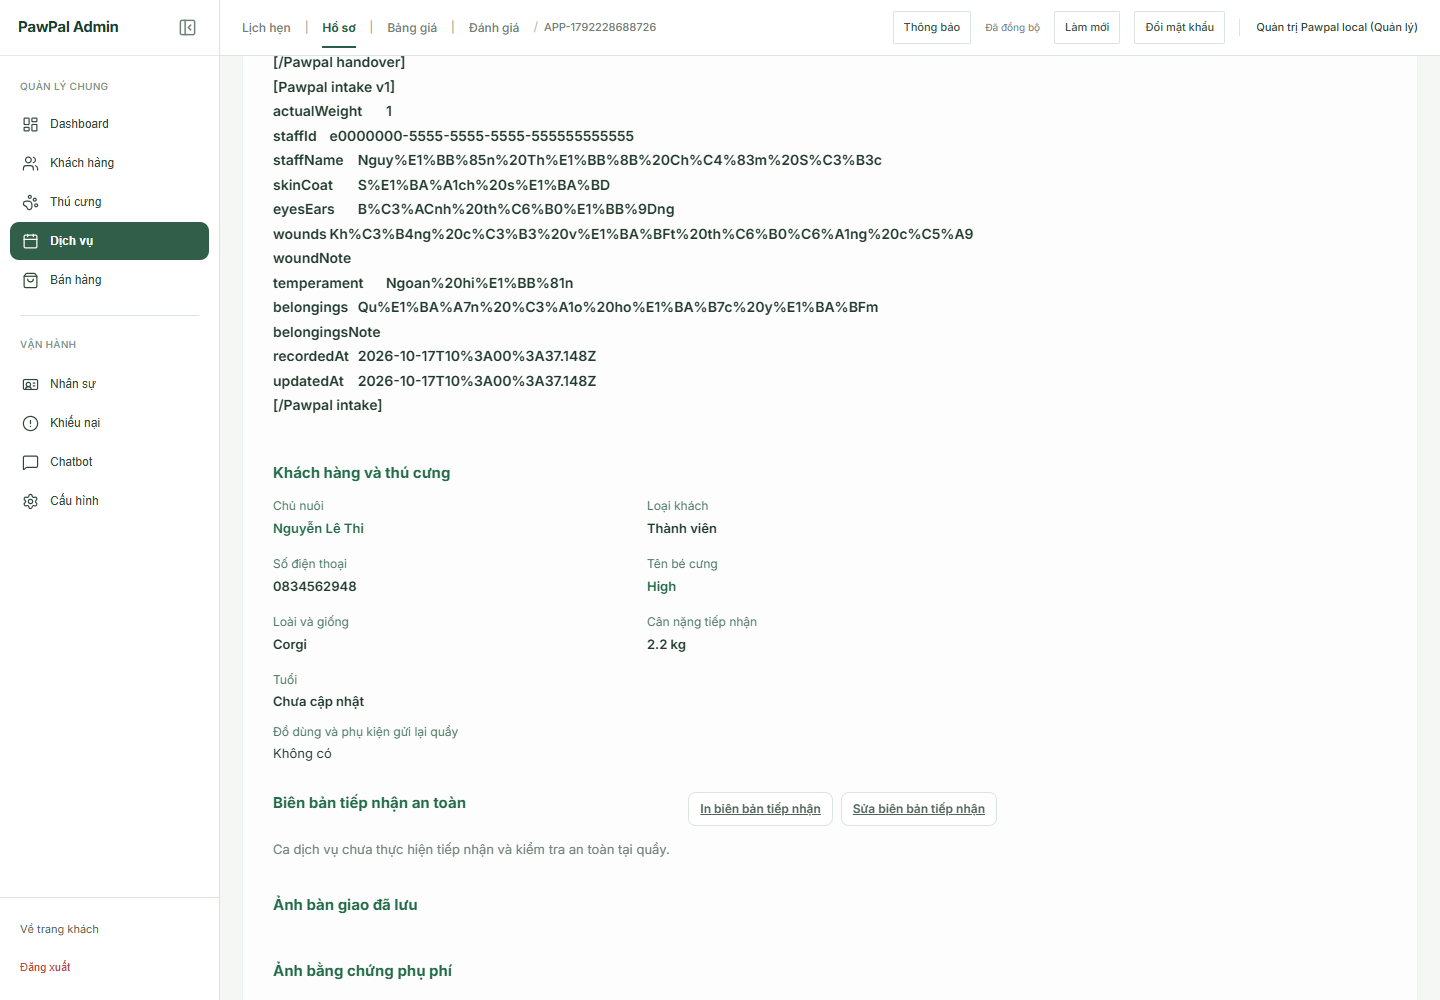 PawPal Admin
Lịch hẹn | Hồ sơ | Bảng giá | Đánh giá / APP-1792228688726
Thông báo Đã đồng bộ Làm mới Đổi mật khẩu Quản trị Pawpal local (Quản lý)
QUẢN LÝ CHUNG
Dashboard
Khách hàng
Thú cưng
Dịch vụ
Bán hàng
VẬN HÀNH
Nhân sự
Khiếu nại
Chatbot
Cấu hình
Về trang khách
Đăng xuất
[/Pawpal handover]
[Pawpal intake v1]
actualWeight 1
staffId e0000000-5555-5555-5555-555555555555
staffName Nguy%E1%BB%85n%20Th%E1%BB%8B%20Ch%C4%83m%20S%C3%B3c
skinCoat S%E1%BA%A1ch%20s%E1%BA%BD
eyesEars B%C3%ACnh%20th%C6%B0%E1%BB%9Dng
wounds Kh%C3%B4ng%20c%C3%B3%20v%E1%BA%BFt%20th%C6%B0%C6%A1ng%20c%C5%A9
woundNote
temperament Ngoan%20hi%E1%BB%81n
belongings Qu%E1%BA%A7n%20%C3%A1o%20ho%E1%BA%B7c%20y%E1%BA%BFm
belongingsNote
recordedAt 2026-10-17T10%3A00%3A37.148Z
updatedAt 2026-10-17T10%3A00%3A37.148Z
[/Pawpal intake]
Khách hàng và thú cưng
Chủ nuôi
Nguyễn Lê Thi
Loại khách
Thành viên
Số điện thoại
0834562948
Tên bé cưng
High
Loài và giống
Corgi
Cân nặng tiếp nhận
2.2 kg
Tuổi
Chưa cập nhật
Đồ dùng và phụ kiện gửi lại quầy
Không có
Biên bản tiếp nhận an toàn
In biên bản tiếp nhận Sửa biên bản tiếp nhận
Ca dịch vụ chưa thực hiện tiếp nhận và kiểm tra an toàn tại quầy.
Ảnh bàn giao đã lưu
Ảnh bằng chứng phụ phí